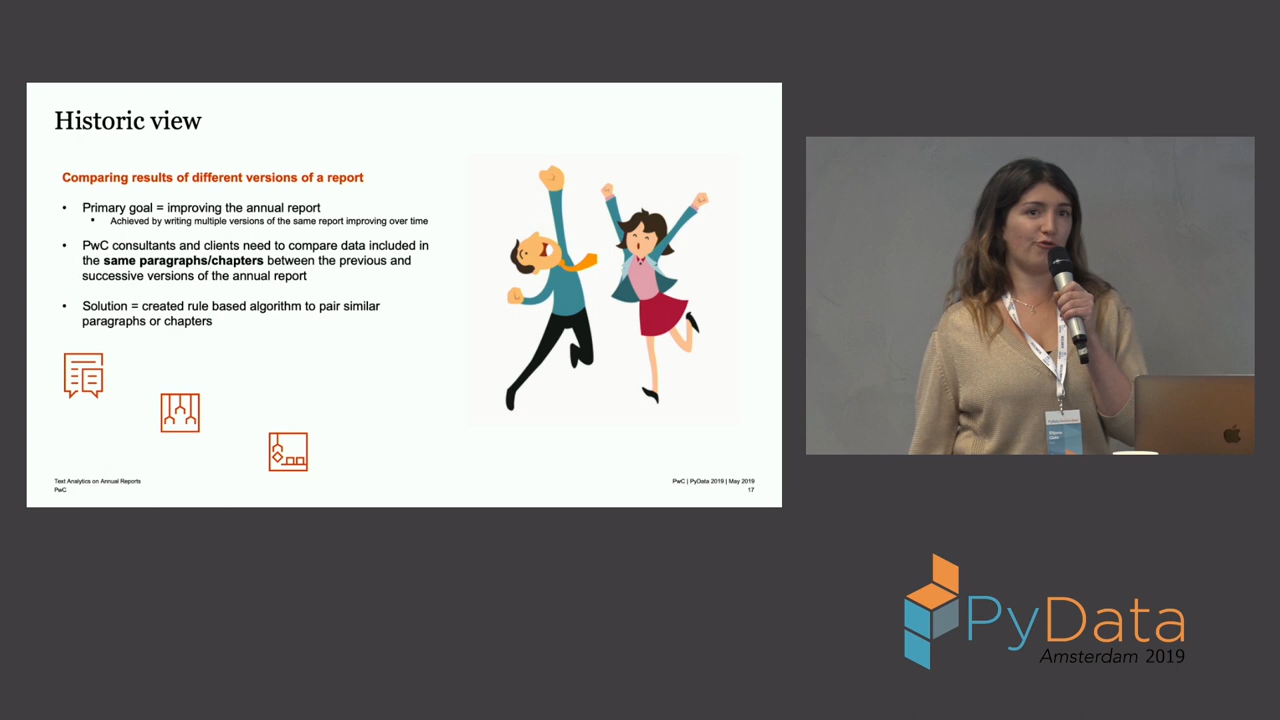 Historic view
Comparing results of different versions of a report
• Primary goal = improving the annual report
• Achieved by writing multiple versions of the same report improving over time
• PwC consultants and clients need to compare data included in
the same paragraphs/chapters between the previous and
successive versions of the annual report
• Solution = created rule based algorithm to pair similar
paragraphs or chapters
Text Analytics on Annual Reports
PwC
PwC | PyData 2019 | May 2019
17
PyData
Amsterdam 2019